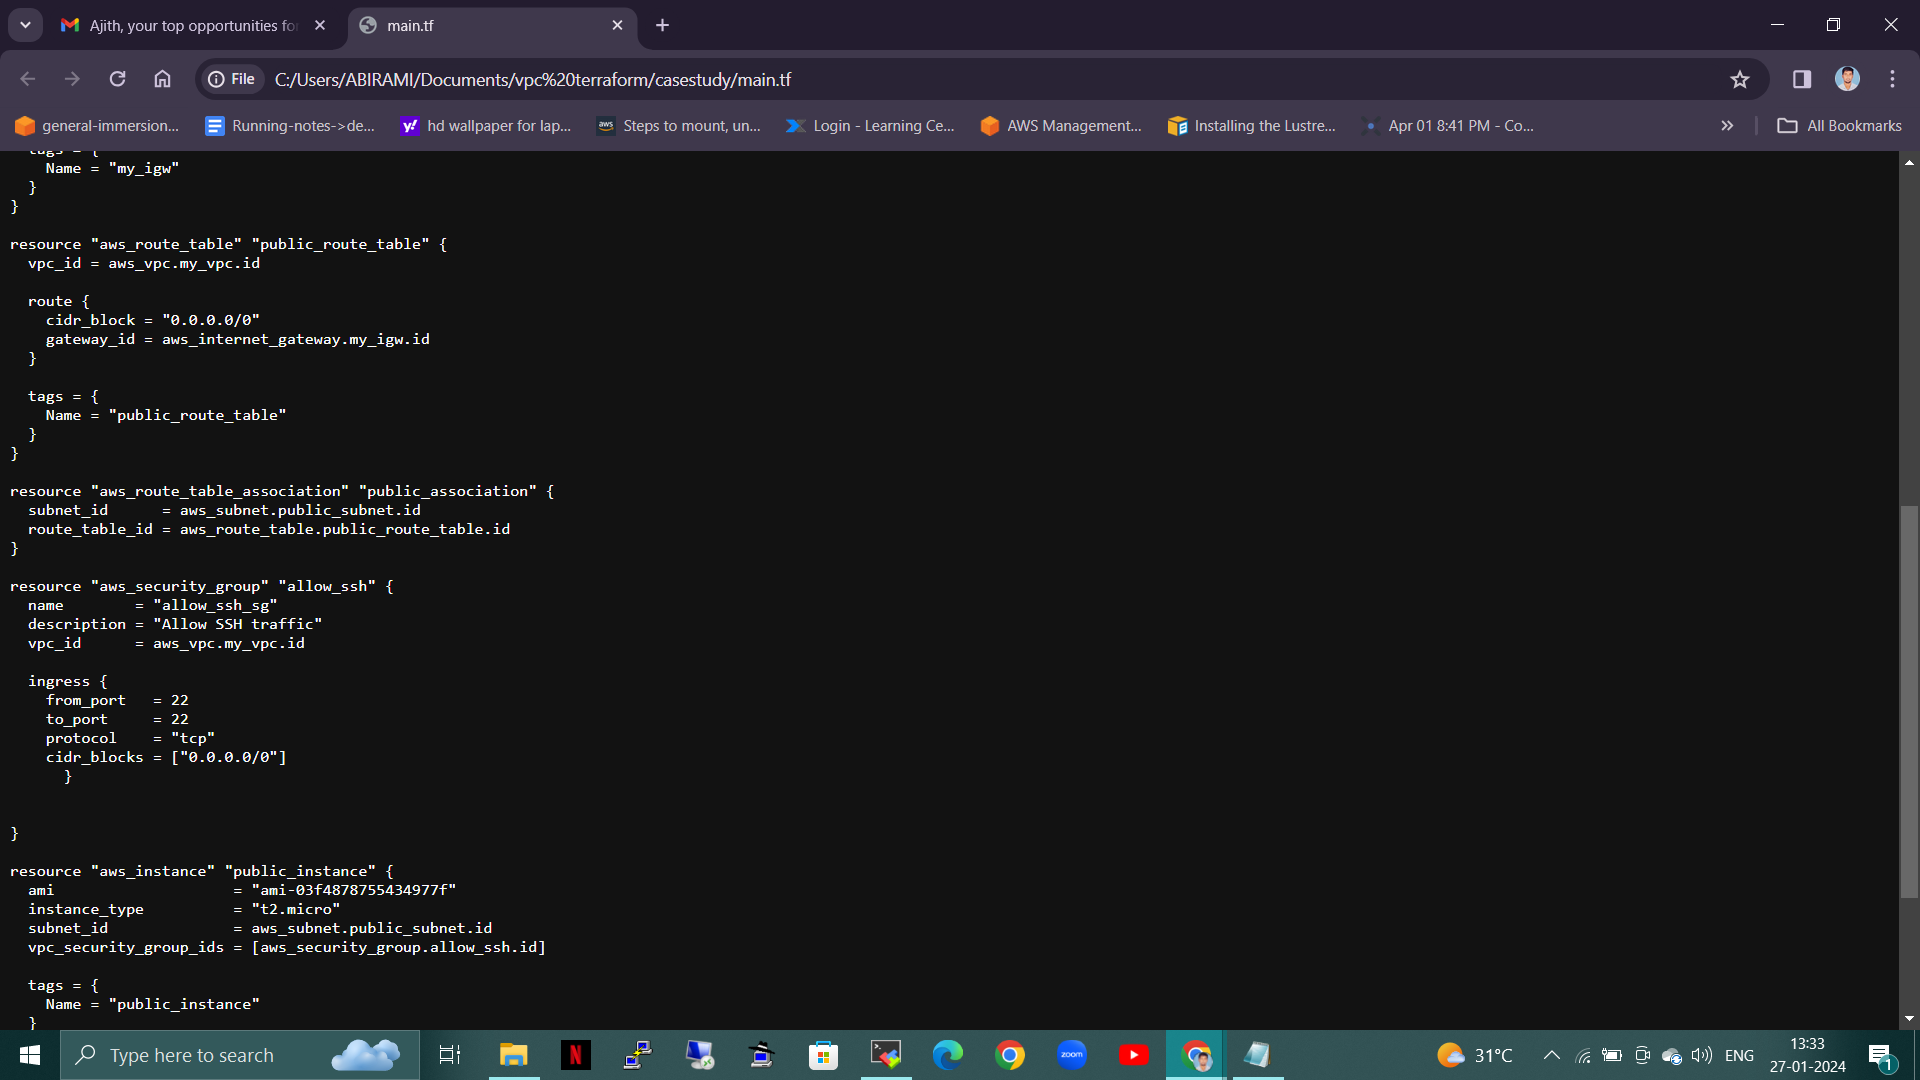 Ajith, your top opportunities fo
main.tf
File
C:/Users/ABIRAMI/Documents/vpc%20terraform/casestudy/main.tf
general-immersion...
Running-notes->de...
hd wallpaper for lap...
Steps to mount, un...
Login - Learning Ce...
AWS Management...
Installing the Lustre...
Apr 01 8:41 PM - Co...
All Bookmarks
tags = {
Name = "my_igw"
}
}
resource "aws_route_table" "public_route_table" {
vpc_id = aws_vpc.my_vpc.id
route {
cidr_block = "0.0.0.0/0"
gateway_id = aws_internet_gateway.my_igw.id
}
tags = {
Name = "public_route_table"
}
}
resource "aws_route_table_association" "public_association" {
subnet_id      = aws_subnet.public_subnet.id
route_table_id = aws_route_table.public_route_table.id
}
resource "aws_security_group" "allow_ssh" {
name        = "allow_ssh_sg"
description = "Allow SSH traffic"
vpc_id      = aws_vpc.my_vpc.id
ingress {
from_port   = 22
to_port     = 22
protocol    = "tcp"
cidr_blocks = ["0.0.0.0/0"]
}
}
resource "aws_instance" "public_instance" {
ami                    = "ami-03f4878755434977f"
instance_type          = "t2.micro"
subnet_id              = aws_subnet.public_subnet.id
vpc_security_group_ids = [aws_security_group.allow_ssh.id]
tags = {
Name = "public_instance"
}
Type here to search
zoom
31°C
ENG
13:33
27-01-2024
1